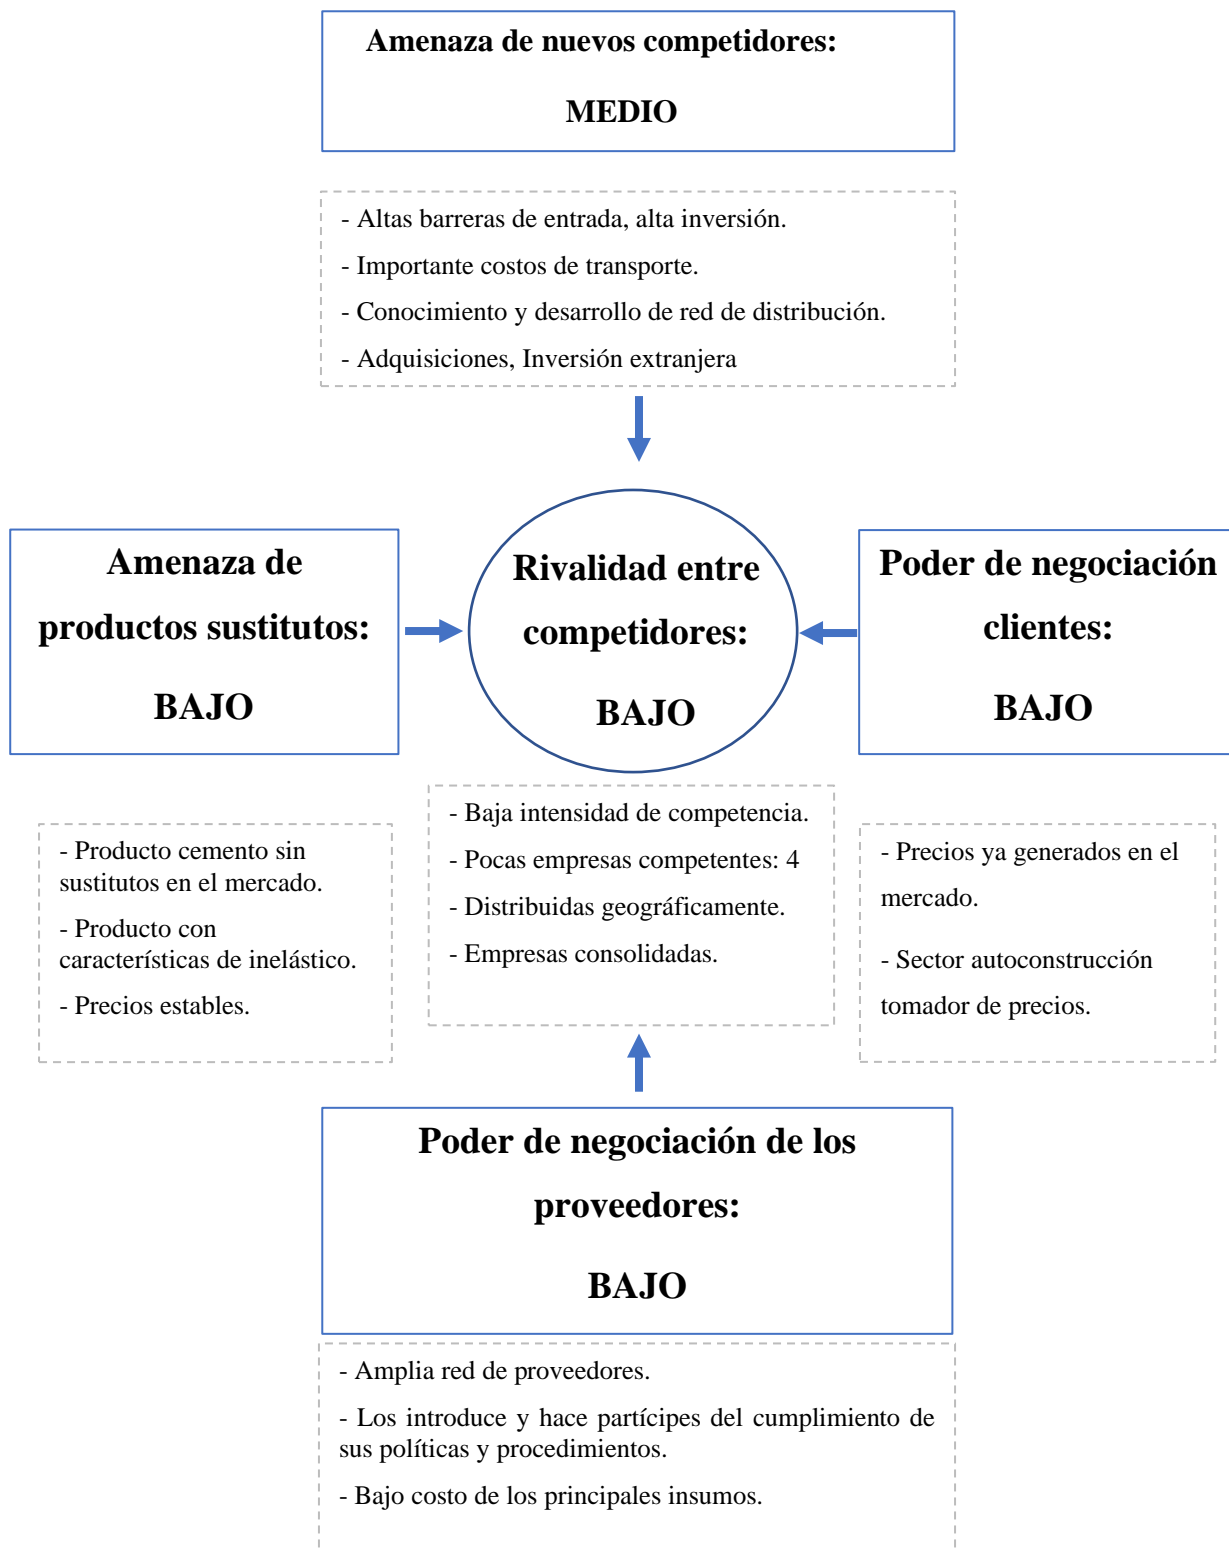 Amenaza de nuevos competidores:
MEDIO
- Altas barreras de entrada, alta inversión.
- Importante costos de transporte.
- Conocimiento y desarrollo de red de distribución.
- Adquisiciones, Inversión extranjera
Amenaza de
productos sustitutos:
BAJO
Rivalidad entre
competidores:
BAJO
Poder de negociación
clientes:
BAJO
- Producto cemento sin
sustitutos en el mercado.
- Producto con
características de inelástico.
- Precios estables.
- Baja intensidad de competencia.
- Pocas empresas competentes: 4
- Distribuidas geográficamente.
- Empresas consolidadas.
- Precios ya generados en el
mercado.
- Sector autoconstrucción
tomador de precios.
Poder de negociación de los
proveedores:
BAJO
- Amplia red de proveedores.
- Los introduce y hace partícipes del cumplimiento de
sus políticas y procedimientos.
- Bajo costo de los principales insumos.